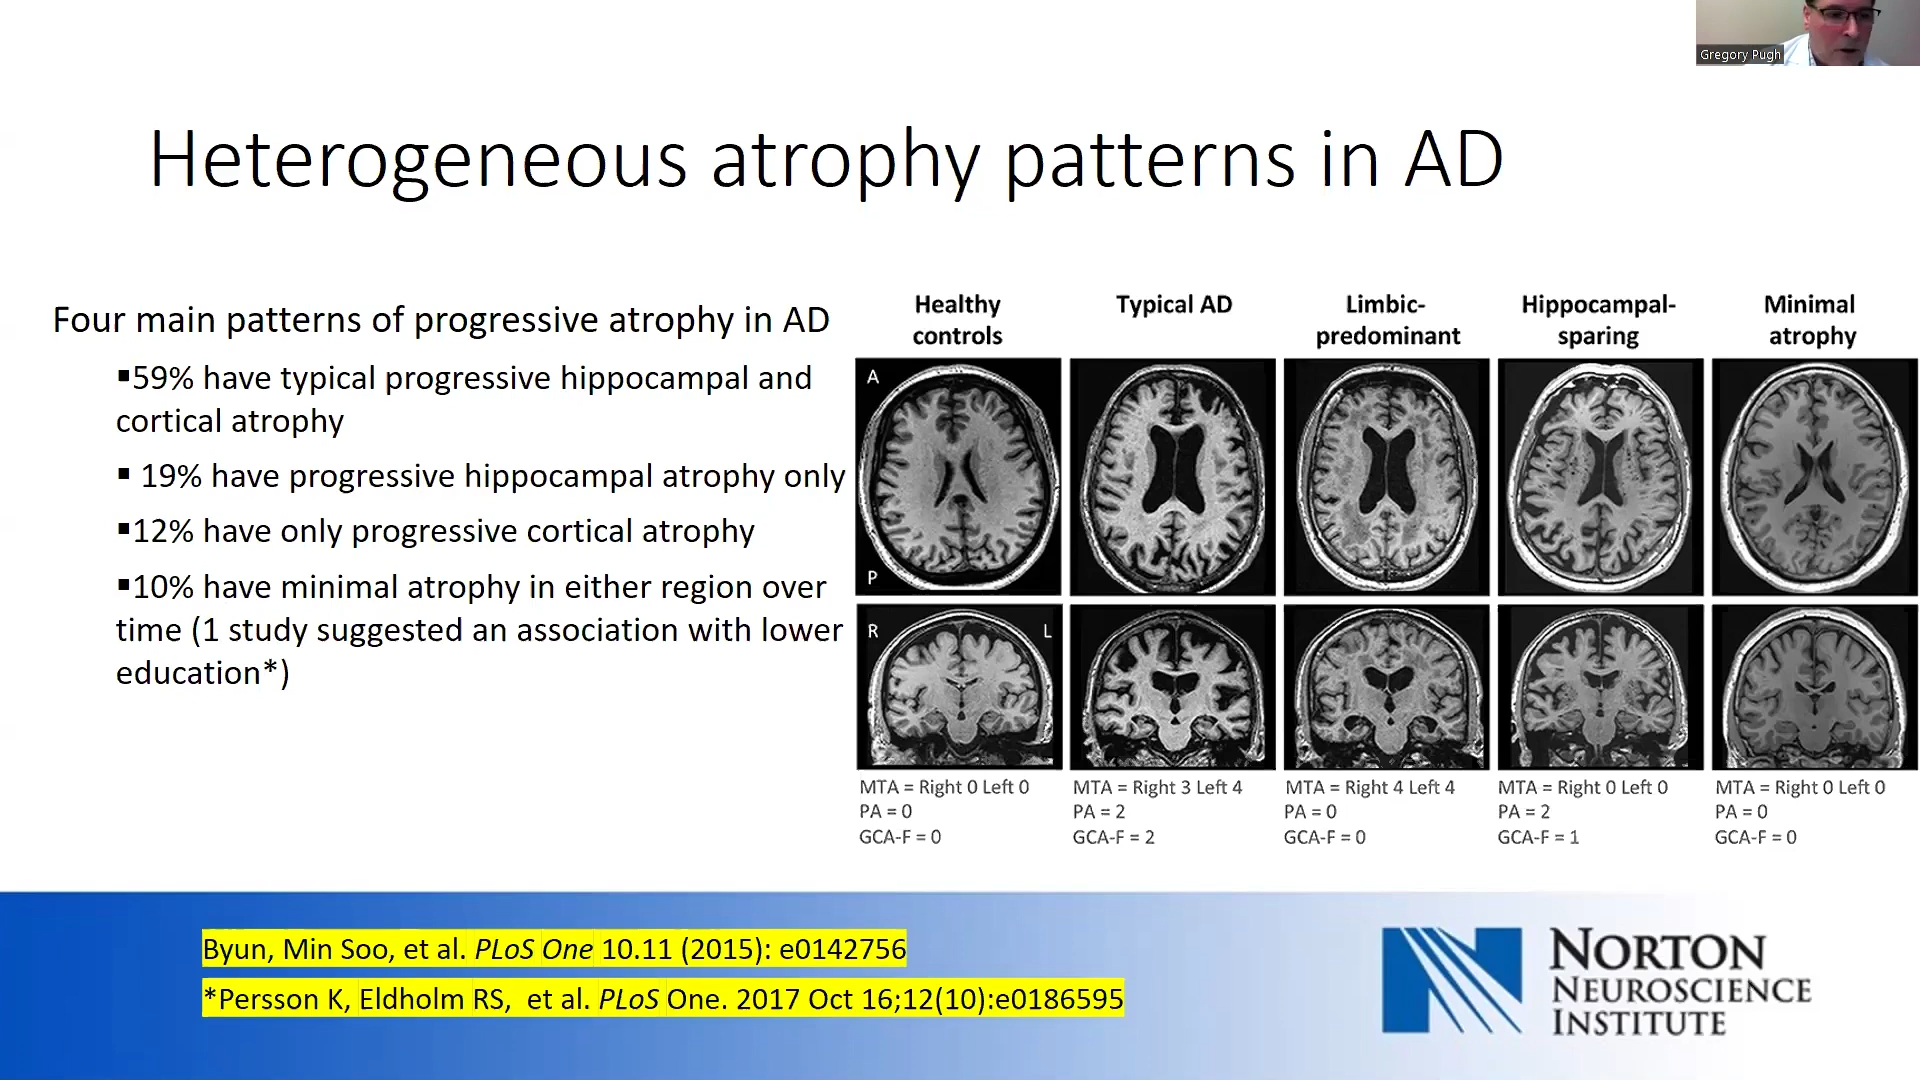 Gregory Pugh
Heterogeneous atrophy patterns in AD
Four main patterns of progressive atrophy in AD
▪59% have typical progressive hippocampal and
cortical atrophy
▪ 19% have progressive hippocampal atrophy only
▪12% have only progressive cortical atrophy
▪10% have minimal atrophy in either region over
time (1 study suggested an association with lower
education*)
Healthy
controls
Typical AD
Limbic-
predominant
Hippocampal-
sparing
Minimal
atrophy
A
P
R
L
MTA = Right 0 Left 0
PA = 0
GCA-F = 0
MTA = Right 3 Left 4
PA = 2
GCA-F = 2
MTA = Right 4 Left 4
PA = 0
GCA-F = 0
MTA = Right 0 Left 0
PA = 2
GCA-F = 1
MTA = Right 0 Left 0
PA = 0
GCA-F = 0
Byun, Min Soo, et al. PLoS One 10.11 (2015): e0142756
*Persson K, Eldholm RS, et al. PLoS One. 2017 Oct 16;12(10):e0186595
NORTON
NEUROSCIENCE
INSTITUTE